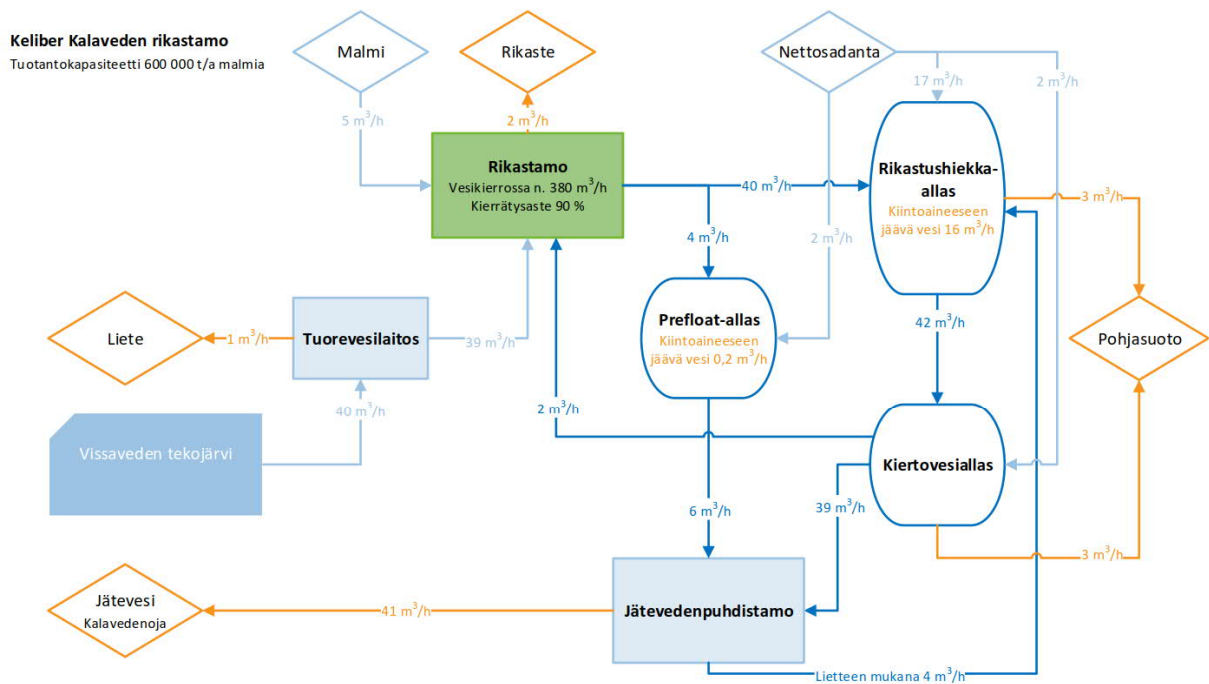 Keliber Kalaveden rikastamo
Tuotantokapasiteetti 600 000 t/a malmia
Malmi
Rikaste
Nettosadanta
5 m³/h
2 m³/h
17 m³/h
2 m³/h
Rikastamo
Vesikierrossa n. 380 m³/h
Kierrätysaste 90 %
40 m³/h
Rikastushiekka-
allas
Kiintoaineeseen
jäävä vesi 16 m³/h
3 m³/h
4 m³/h
2 m³/h
Liete
1 m³/h
Tuorevesilaitos
39 m³/h
Prefloat-allas
Kiintoaineeseen
jäävä vesi 0,2 m³/h
42 m³/h
Pohjasuoto
40 m³/h
2 m³/h
Vissaveden tekojärvi
Kiertovesiallas
6 m³/h
39 m³/h
3 m³/h
Jätevesi
Kalavedenoja
41 m³/h
Jätevedenpuhdistamo
Lietteen mukana 4 m³/h